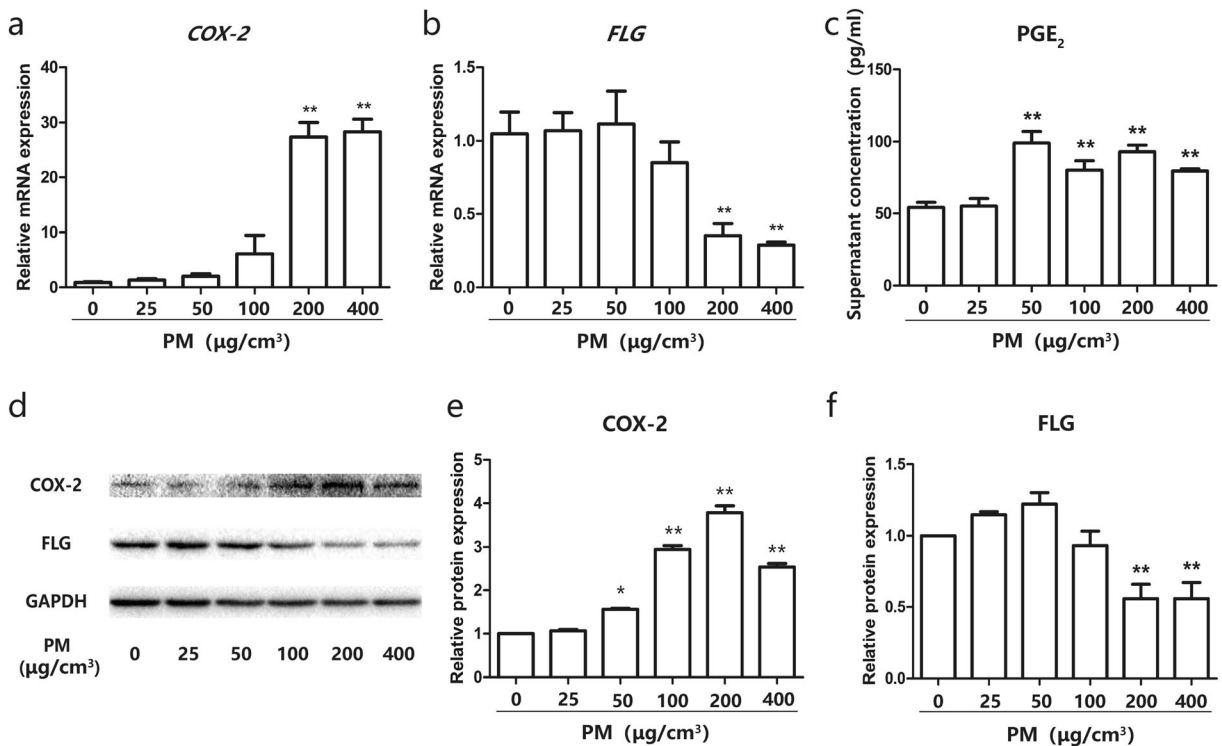 a
COX-2
Relative mRNA expression
40
30
20
10
0
** **
0 25 50 100 200 400
PM (μg/cm³)
b
FLG
Relative mRNA expression
1.5
1.0
0.5
0.0
** **
0 25 50 100 200 400
PM (μg/cm³)
c
PGE₂
Supernatant concentration (pg/ml)
150
100
50
0
** ** ** **
0 25 50 100 200 400
PM (μg/cm³)
d
COX-2
FLG
GAPDH
PM
(μg/cm³)
0 25 50 100 200 400
e
COX-2
Relative protein expression
5
4
3
2
1
0
* ** ** **
0 25 50 100 200 400
PM (μg/cm³)
f
FLG
Relative protein expression
1.5
1.0
0.5
0.0
** **
0 25 50 100 200 400
PM (μg/cm³)